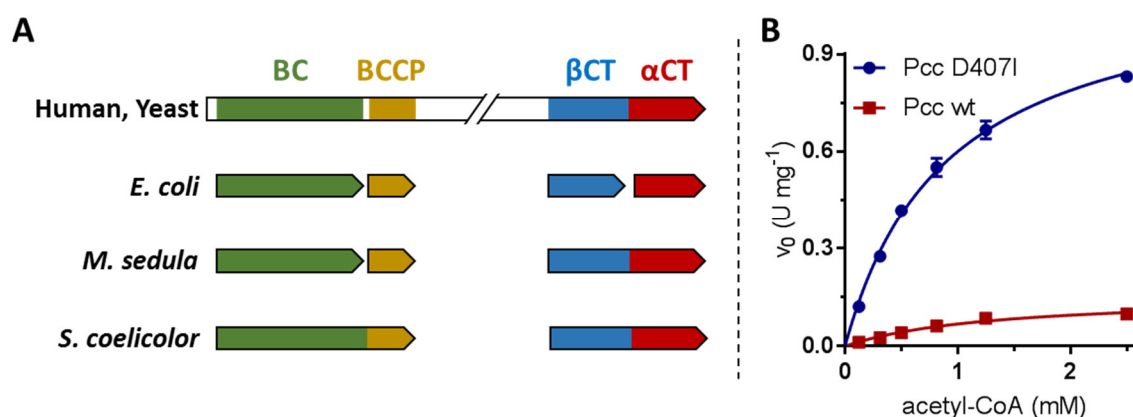 A
BC BCCP βCT αCT
Human, Yeast
E. coli
M. sedula
S. coelicolor
B
0.9
0.6
0.3
0.0
v0 (U mg-1)
Pcc D407I
Pcc wt
0 1 2
acetyl-CoA (mM)